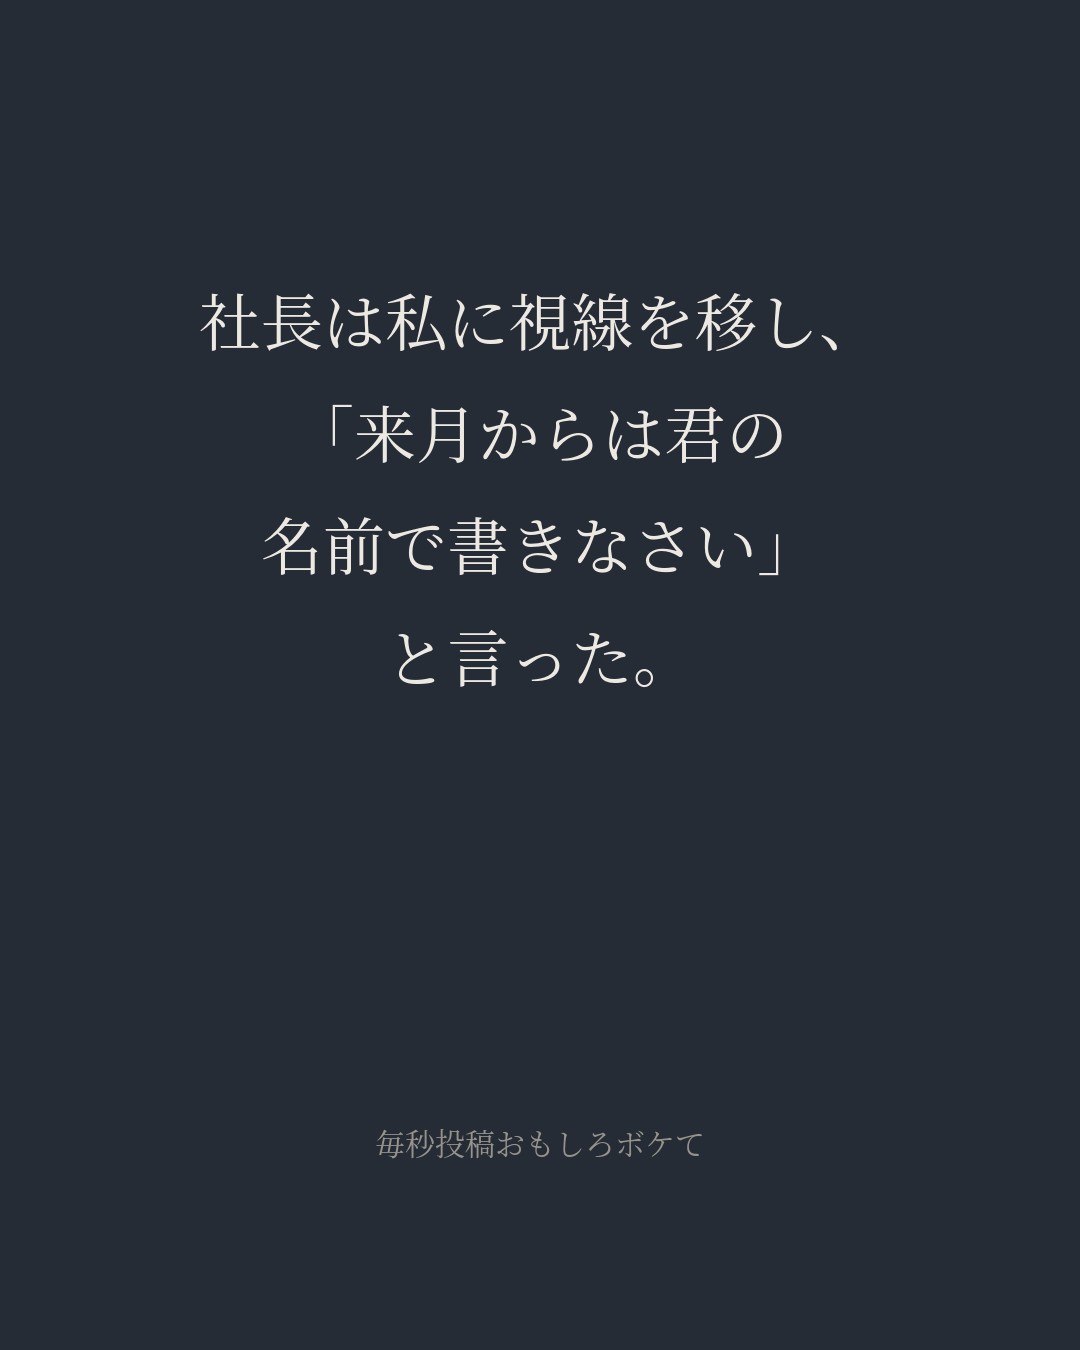 社長は私に視線を移し、
「来月からは君の
名前で書きなさい」
と言った。
毎秒投稿おもしろボケて